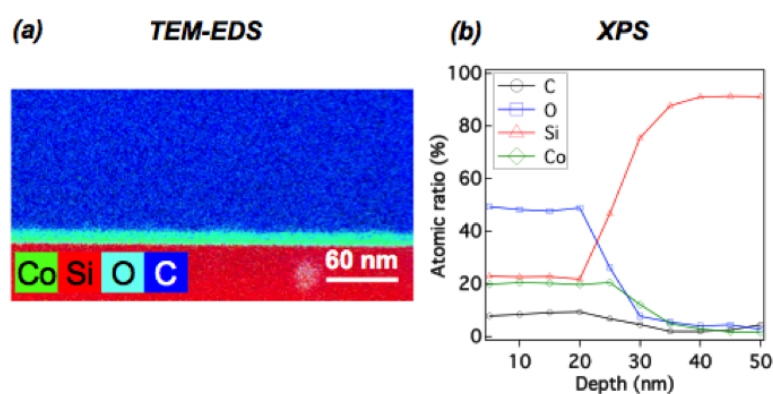 (a) TEM-EDS
Co Si O C
60 nm
(b) XPS
100
80
60
40
20
0
Atomic ratio (%)
C
O
Si
Co
10 20 30 40 50
Depth (nm)